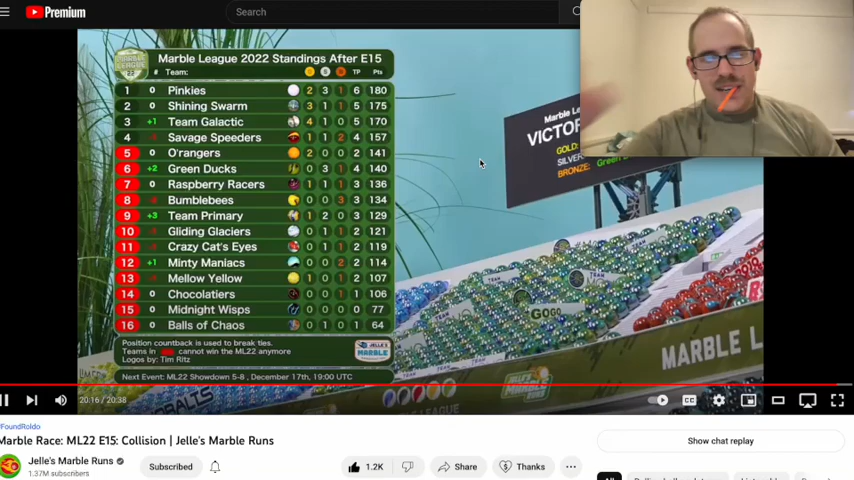 Premium
Search
MARBLE LEAGUE
Marble League 2022 Standings After E15
# Team: G S B TP Pts
1 0 Pinkies 2 3 1 6 180
2 0 Shining Swarm 3 1 1 5 175
3 +1 Team Galactic 4 1 0 5 170
4 Savage Speeders 1 1 2 4 157
5 0 O'rangers 2 0 0 2 141
6 +2 Green Ducks 0 3 1 4 140
7 0 Raspberry Racers 1 1 1 3 136
8 Bumblebees 0 0 3 3 134
9 +3 Team Primary 1 2 0 3 129
10 Gliding Glaciers 0 1 1 2 121
11 Crazy Cat's Eyes 0 1 1 2 119
12 +1 Minty Maniacs 0 0 2 2 114
13 Mellow Yellow 1 0 1 2 107
14 0 Chocolatiers 0 0 1 1 106
15 0 Midnight Wisps 0 0 0 0 77
16 0 Balls of Chaos 0 1 0 1 64
Position countback is used to break ties.
Teams in cannot win the ML22 anymore
Logos by: Tim Ritz
JELLE'S
MARBLE
Next Event: ML22 Showdown 5-8, December 17th, 19:00 UTC
Marble Le
VICTOR
GOLD:
SILVER:
BRONZE: Green
TEAM
TEAM
GOGO
MARBLE L
20:16 / 20:38
CC
FoundRoldo
Marble Race: ML22 E15: Collision | Jelle's Marble Runs
Jelle's Marble Runs
1.37M subscribers
Subscribed
1.2K
Share
Thanks
Show chat replay
All